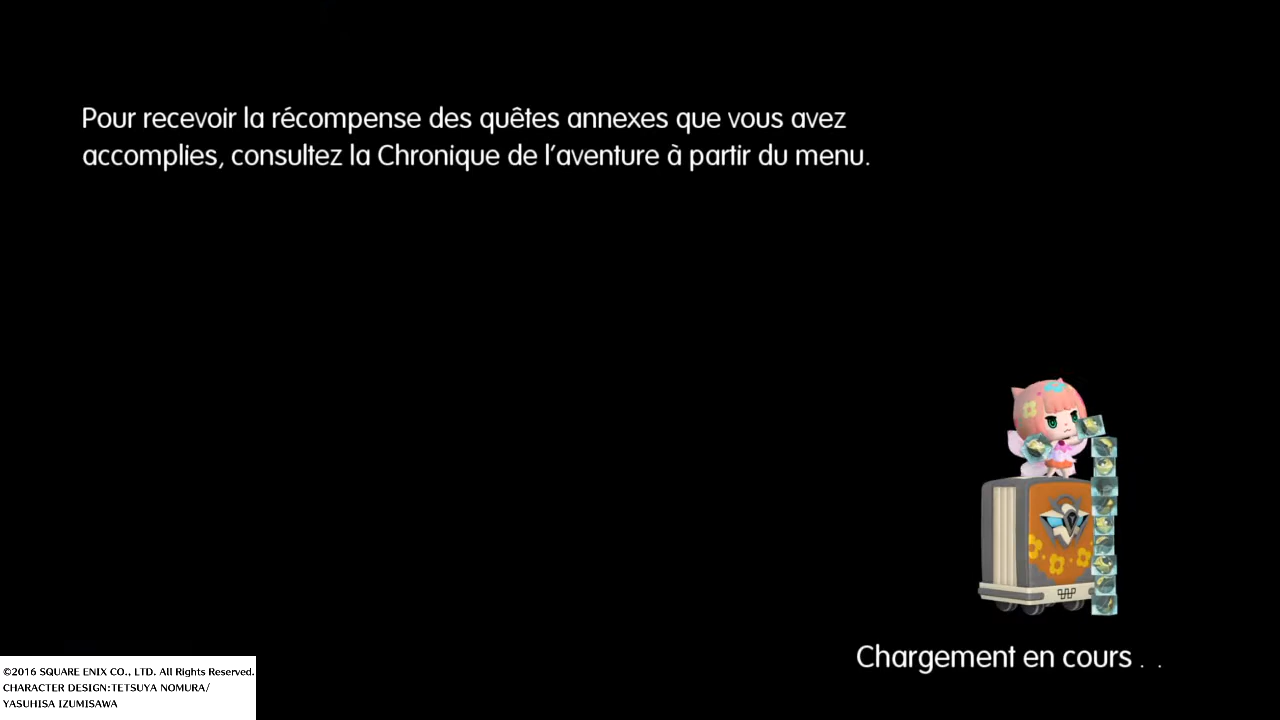 Pour recevoir la récompense des quêtes annexes que vous avez
accomplies, consultez la Chronique de l'aventure à partir du menu.
Chargement en cours . .
©2016 SQUARE ENIX CO., LTD. All Rights Reserved.
CHARACTER DESIGN:TETSUYA NOMURA/
YASUHISA IZUMISAWA